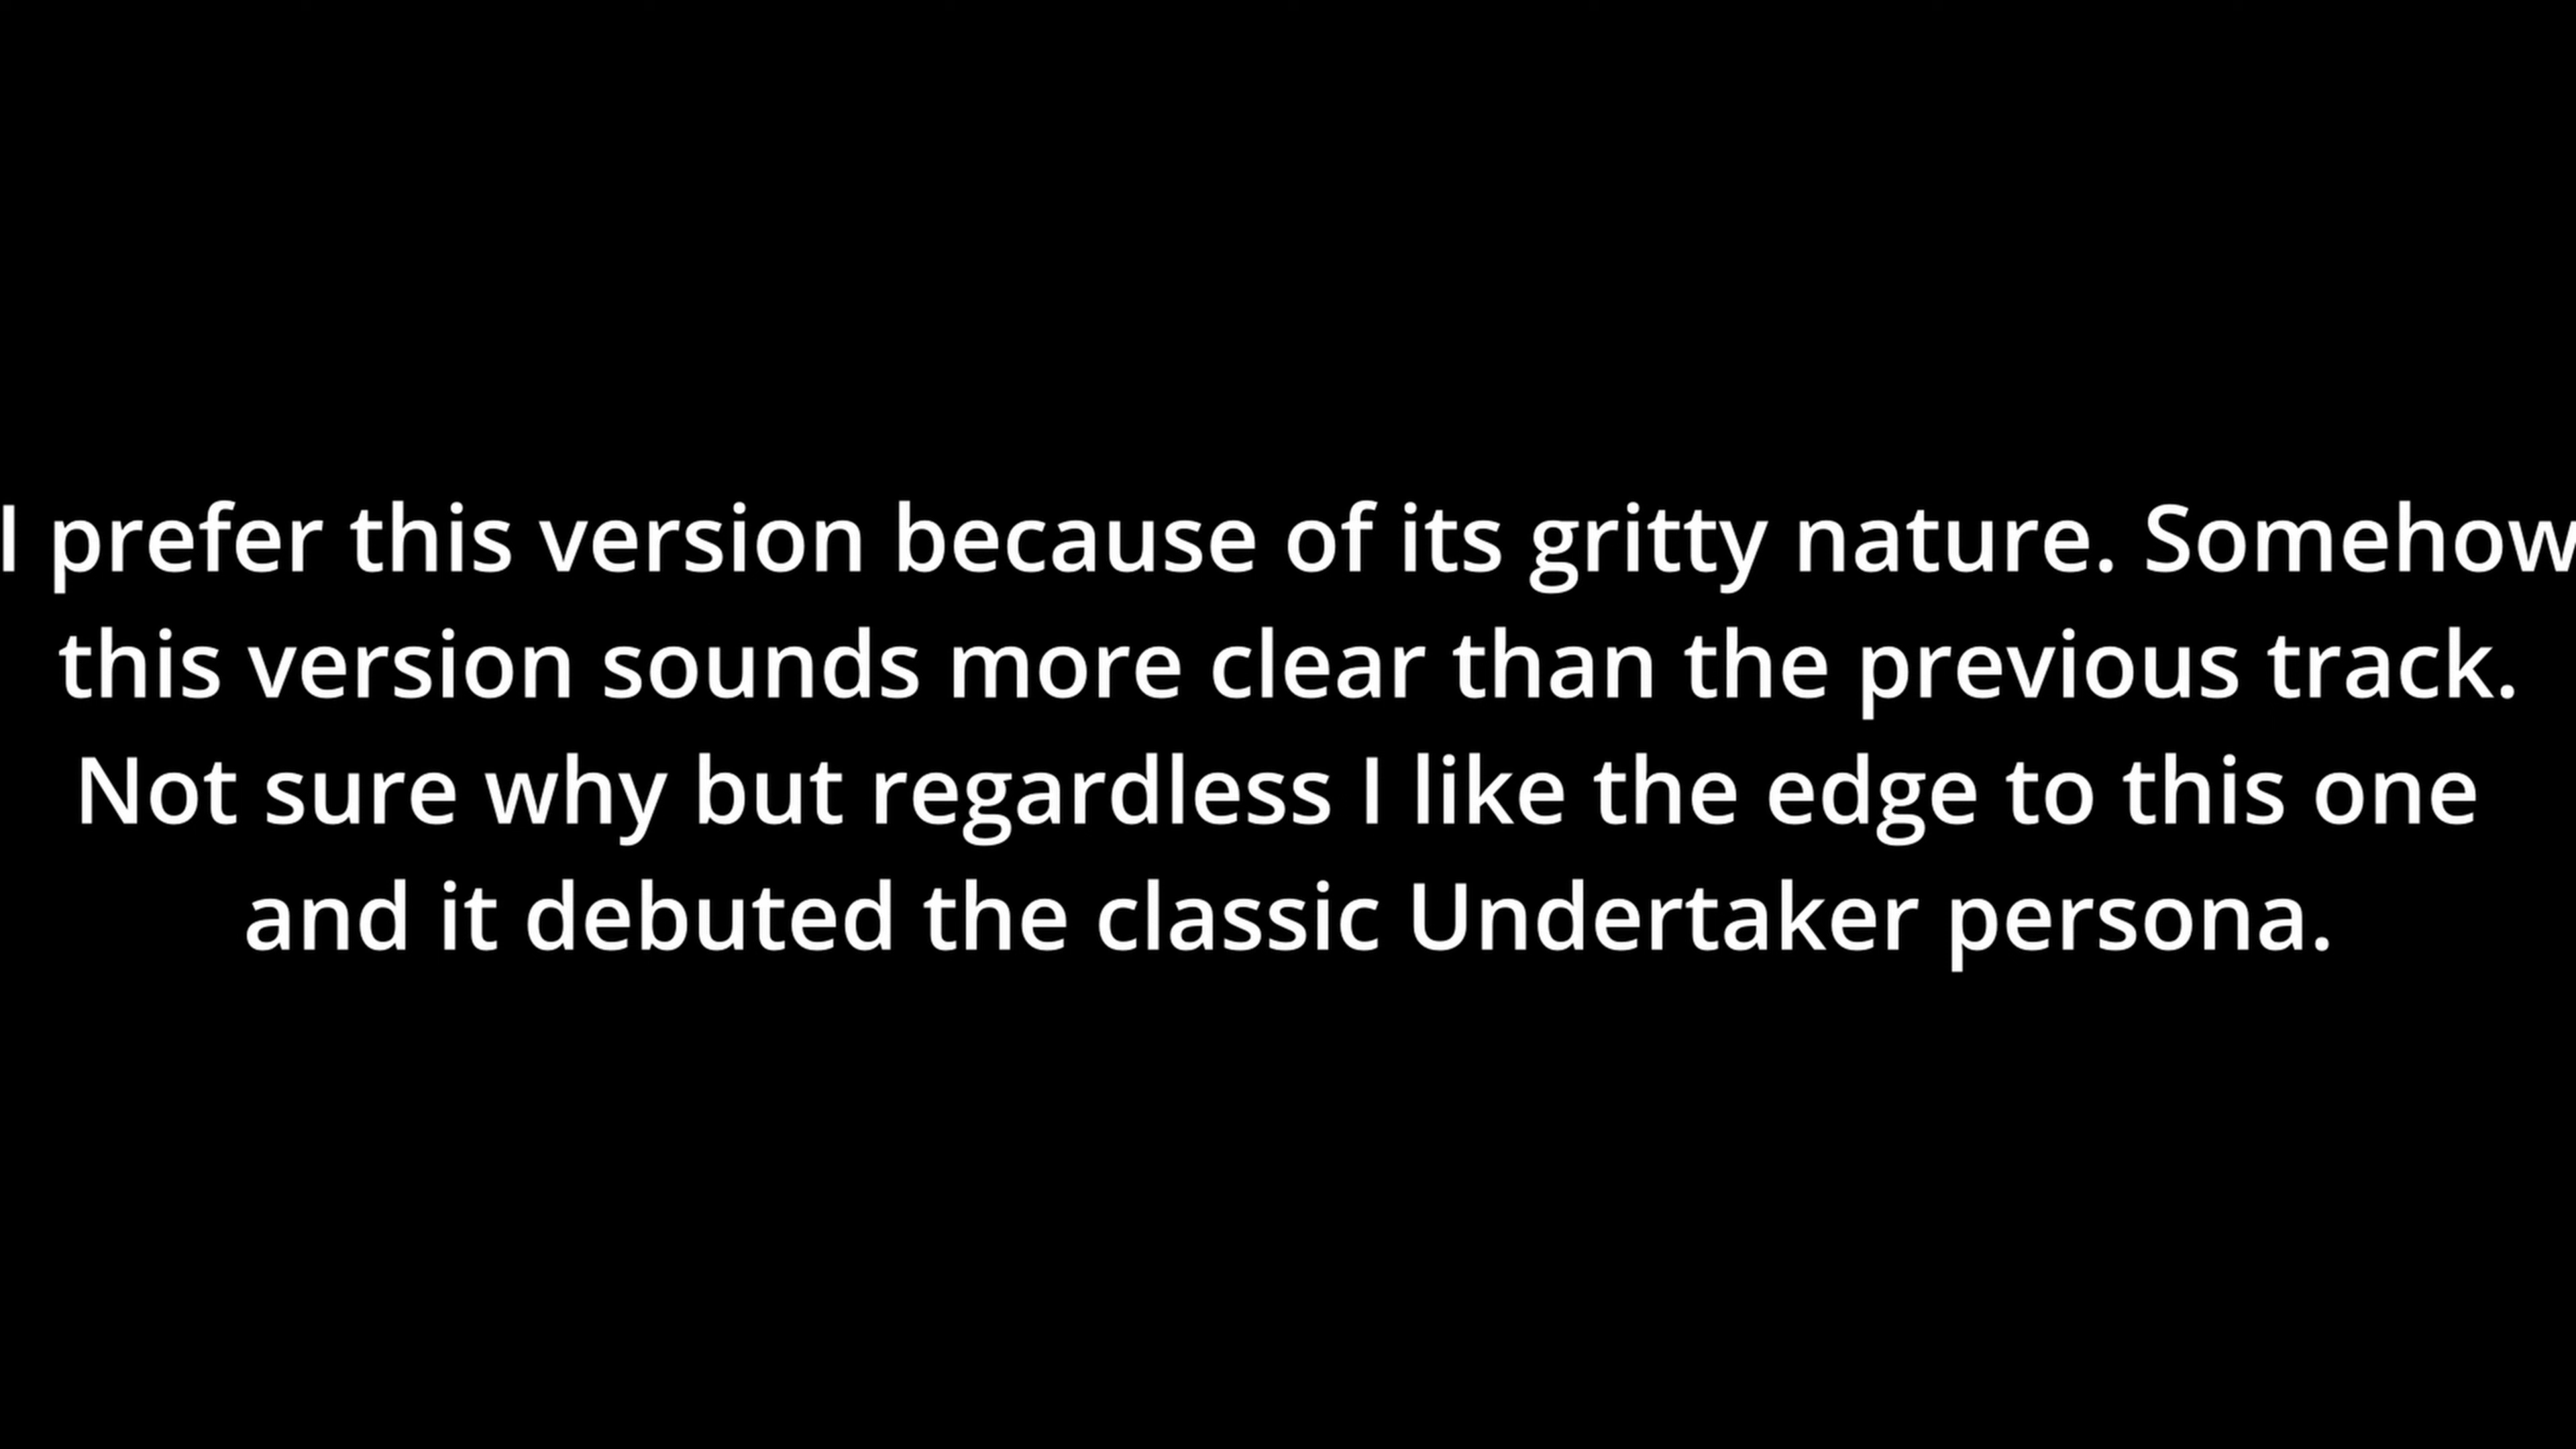 I prefer this version because of its gritty nature. Somehow
this version sounds more clear than the previous track.
Not sure why but regardless I like the edge to this one
and it debuted the classic Undertaker persona.